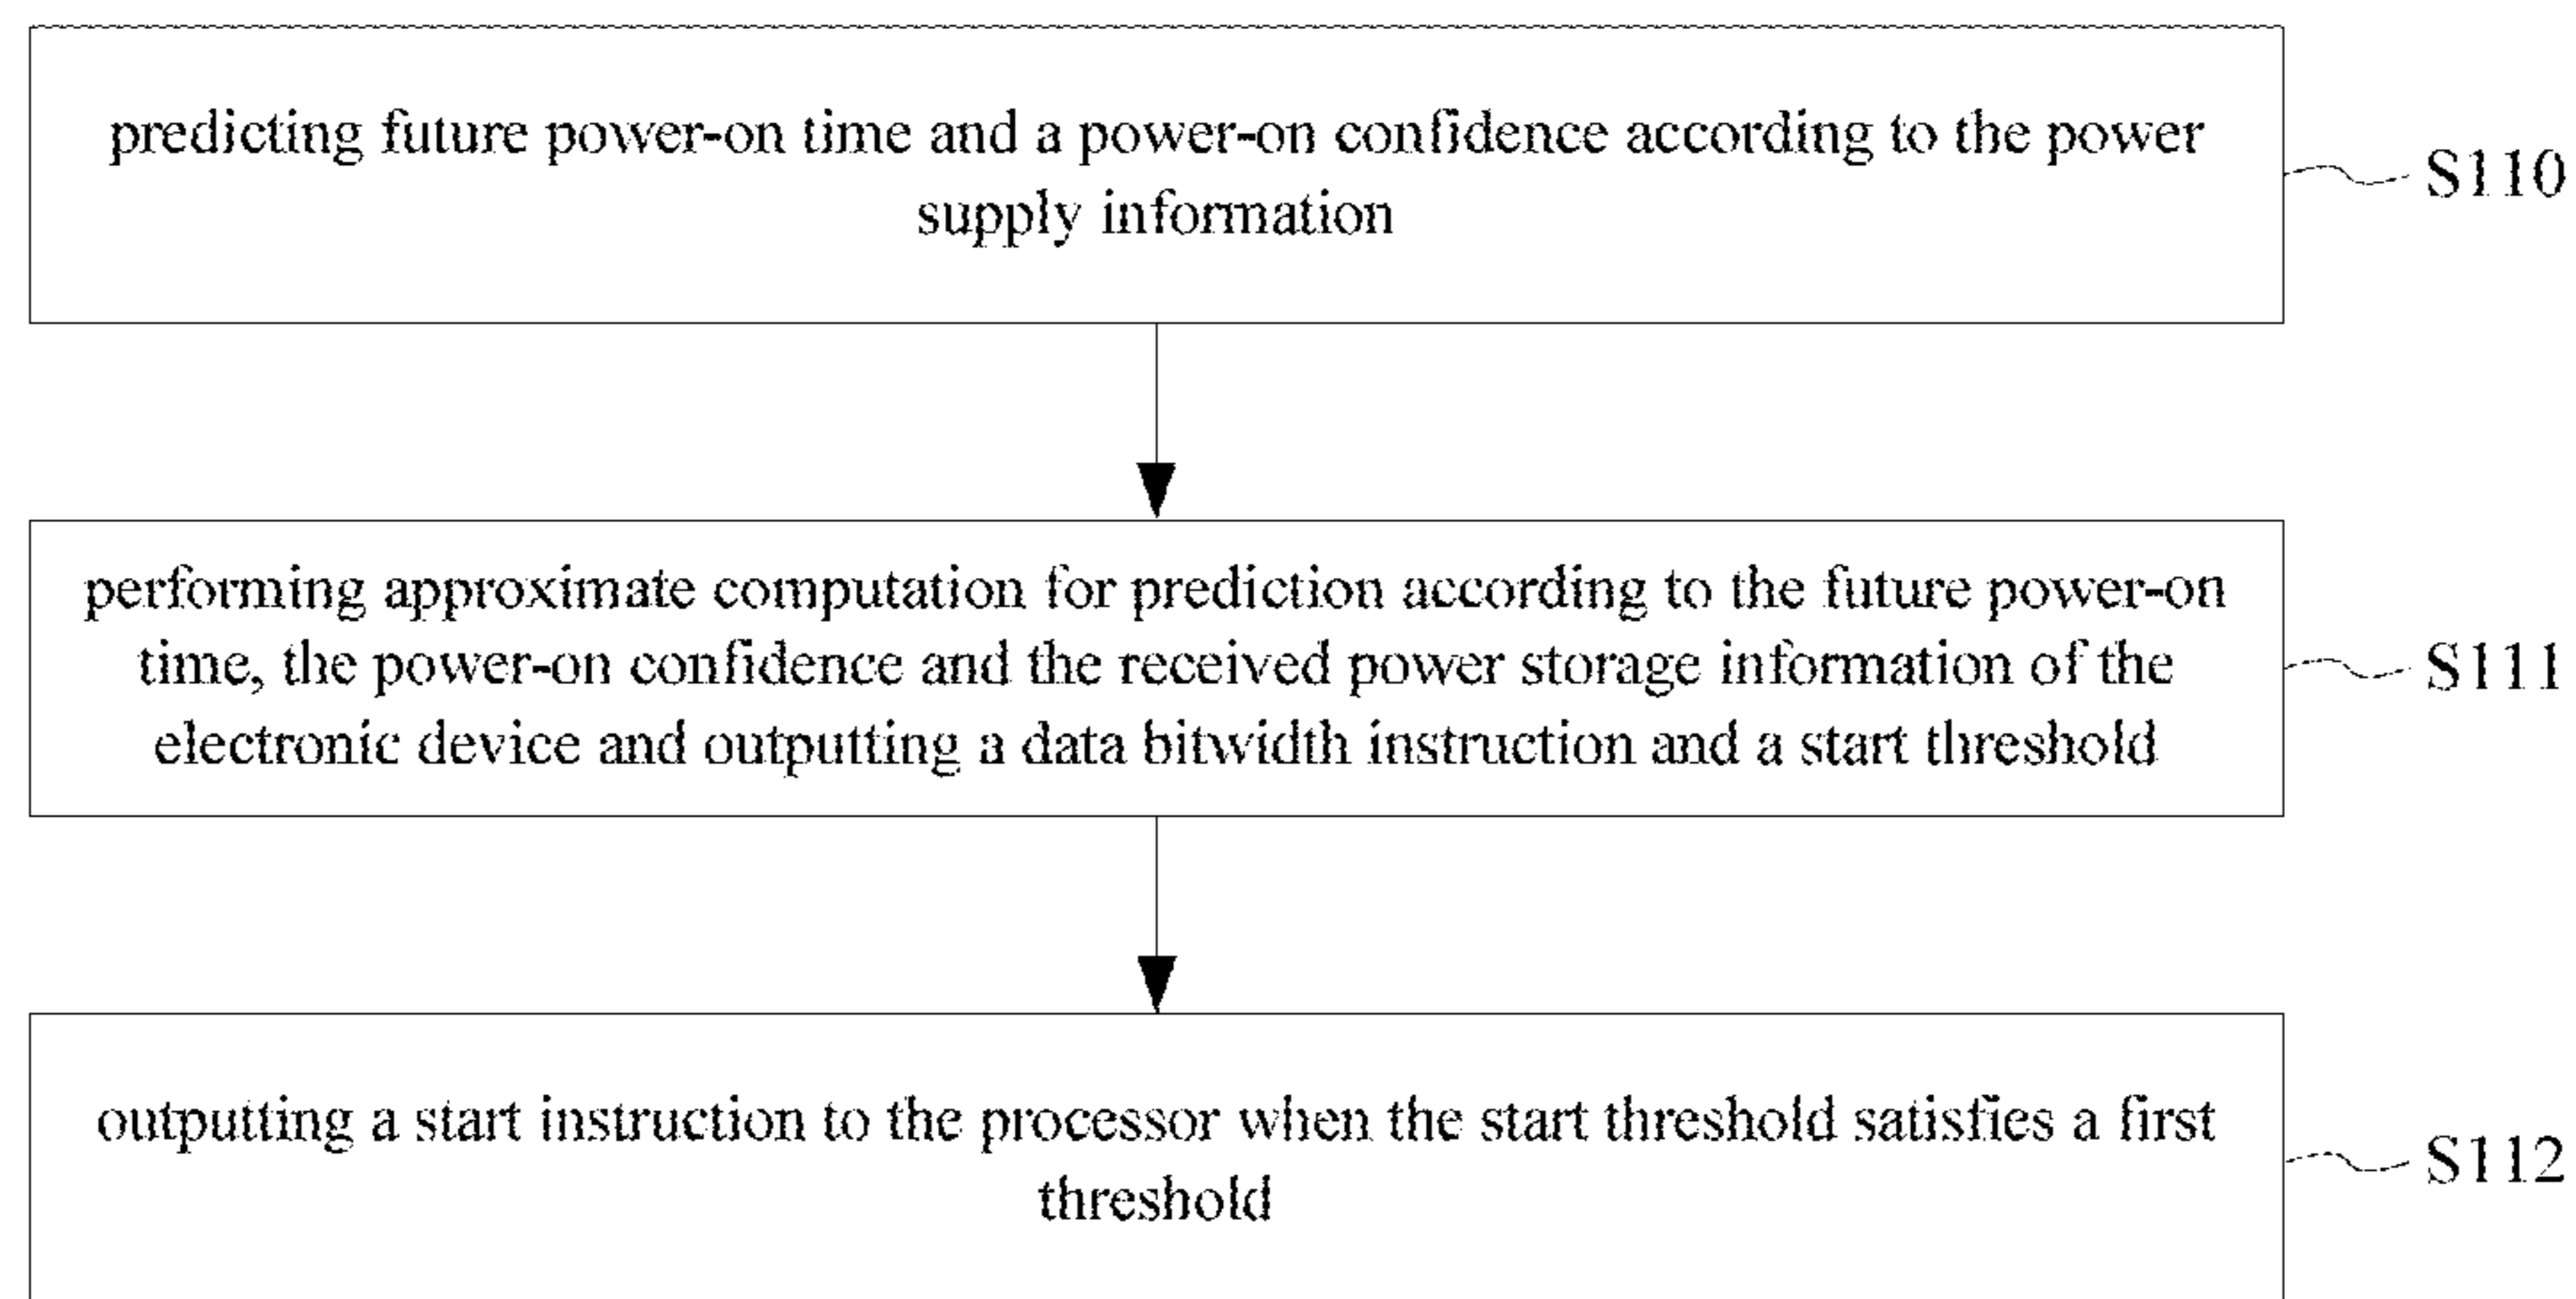 predicting future power-on time and a power-on confidence according to the power
supply information
S110
performing approximate computation for prediction according to the future power-on
time, the power-on confidence and the received power storage information of the
electronic device and outputting a data bitwidth instruction and a start threshold
S111
outputting a start instruction to the processor when the start threshold satisfies a first
threshold
S112